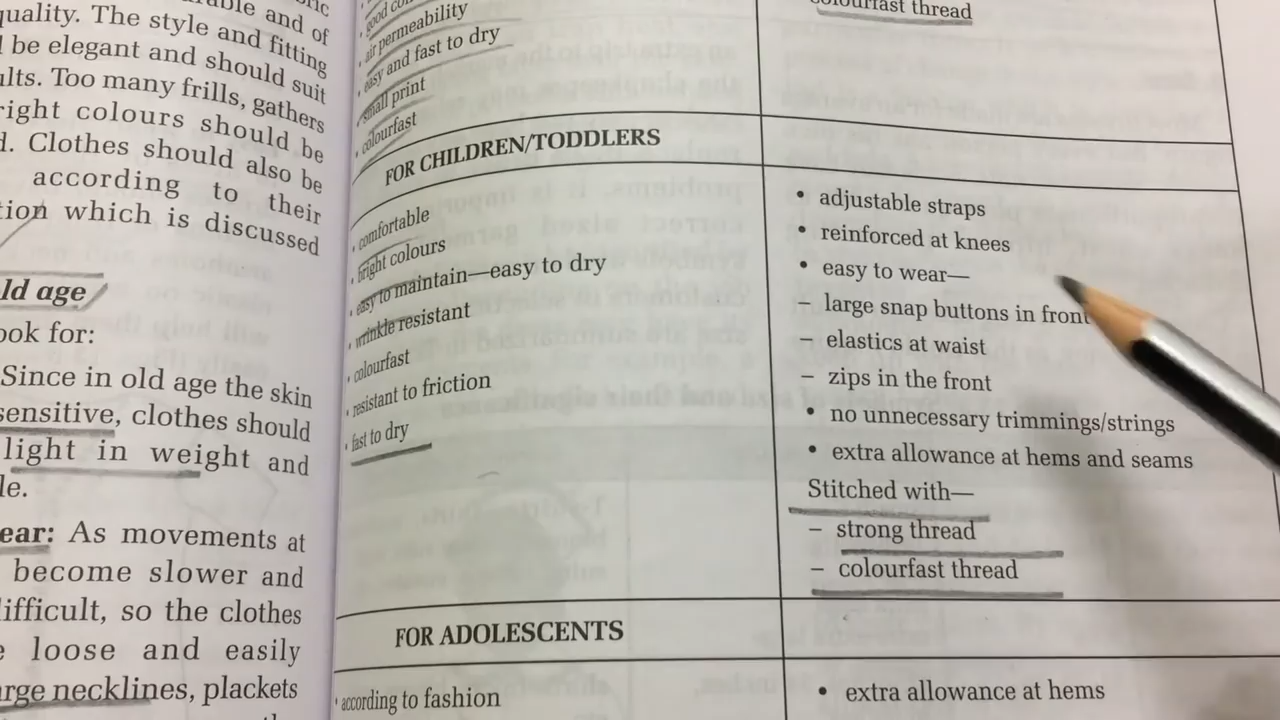 quality. The style and fitting
be elegant and should suit
ults. Too many frills, gathers
right colours should be
d. Clothes should also be
according to their
tion which is discussed
ld age
ook for:
Since in old age the skin
sensitive, clothes should
light in weight and
le.
ear: As movements at
become slower and
ifficult, so the clothes
e loose and easily
arge necklines, plackets
• good
• air permeability
• easy and fast to dry
• small print
• colourfast
colourfast thread
FOR CHILDREN/TODDLERS
• comfortable
• bright colours
• easy to maintain—easy to dry
• wrinkle resistant
• colourfast
• resistant to friction
• fast to dry
• adjustable straps
• reinforced at knees
• easy to wear—
– large snap buttons in front
– elastics at waist
– zips in the front
• no unnecessary trimmings/strings
• extra allowance at hems and seams
Stitched with—
– strong thread
– colourfast thread
FOR ADOLESCENTS
• according to fashion
• extra allowance at hems